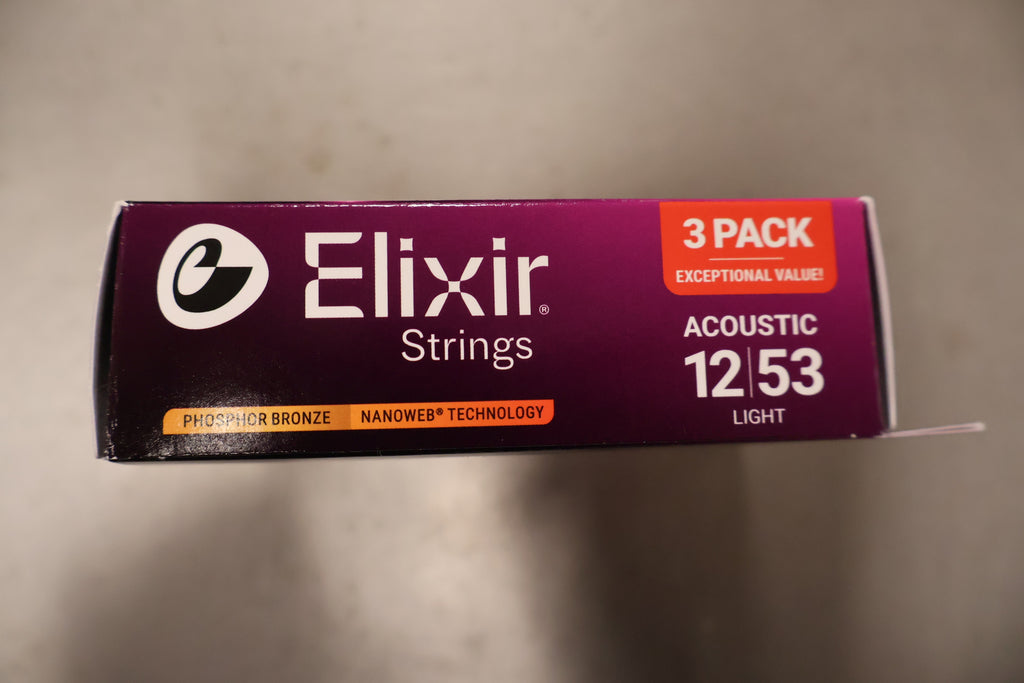 Elixir®
Strings
PHOSPHOR BRONZE NANOWEB® TECHNOLOGY
3 PACK
EXCEPTIONAL VALUE!
ACOUSTIC
12|53
LIGHT